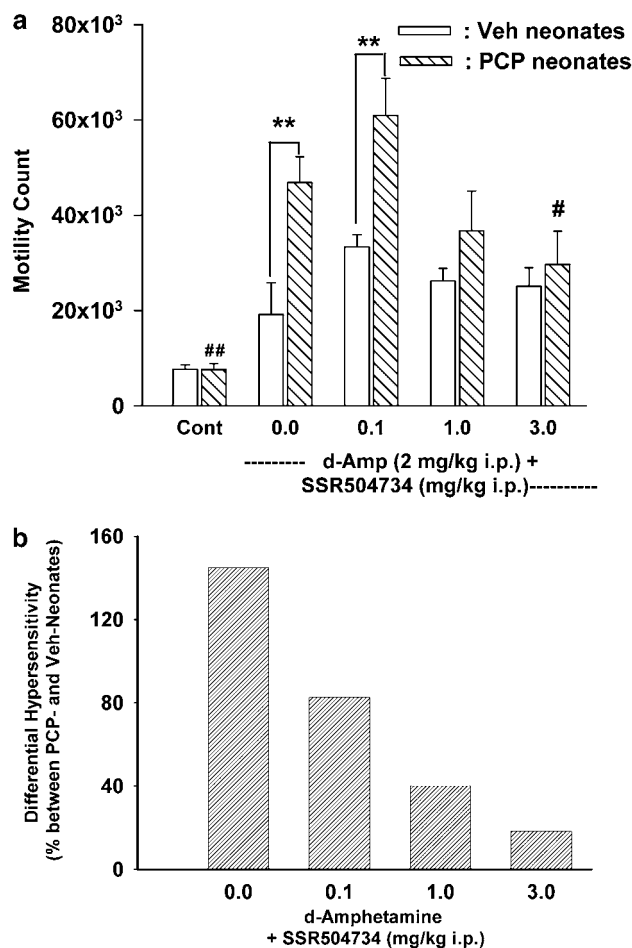 a
80x10³
60x10³
40x10³
20x10³
0
Motility Count
: Veh neonates
: PCP neonates
**
**
##
#
Cont 0.0 0.1 1.0 3.0
---------- d-Amp (2 mg/kg i.p.) +
SSR504734 (mg/kg i.p.)----------
b
160
120
80
40
0
Differential Hypersensitivity
(% between PCP- and Veh-Neonates)
0.0 0.1 1.0 3.0
d-Amphetamine
+ SSR504734 (mg/kg i.p.)